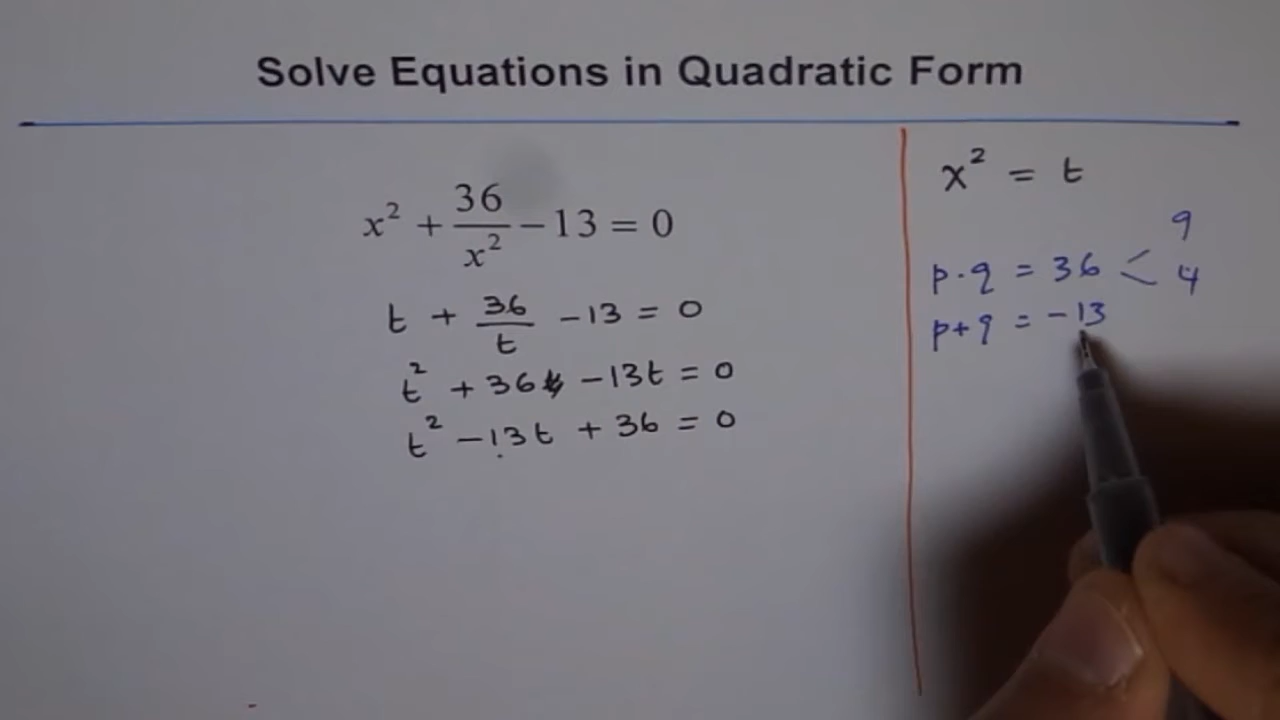 Solve Equations in Quadratic Form
x² + 36/x² − 13 = 0
t + 36/t − 13 = 0
t² + 36 − 13t = 0
t² − 13t + 36 = 0
x² = t
9
p · q = 36 < 4
p + q = −13